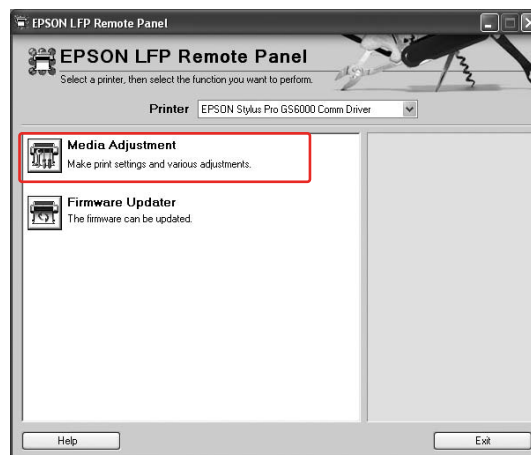 EPSON LFP Remote Panel
EPSON LFP Remote Panel
Select a printer, then select the function you want to perform.
Printer EPSON Stylus Pro GS6000 Comm Driver
Media Adjustment
Make print settings and various adjustments.
Firmware Updater
The firmware can be updated.
Help Exit